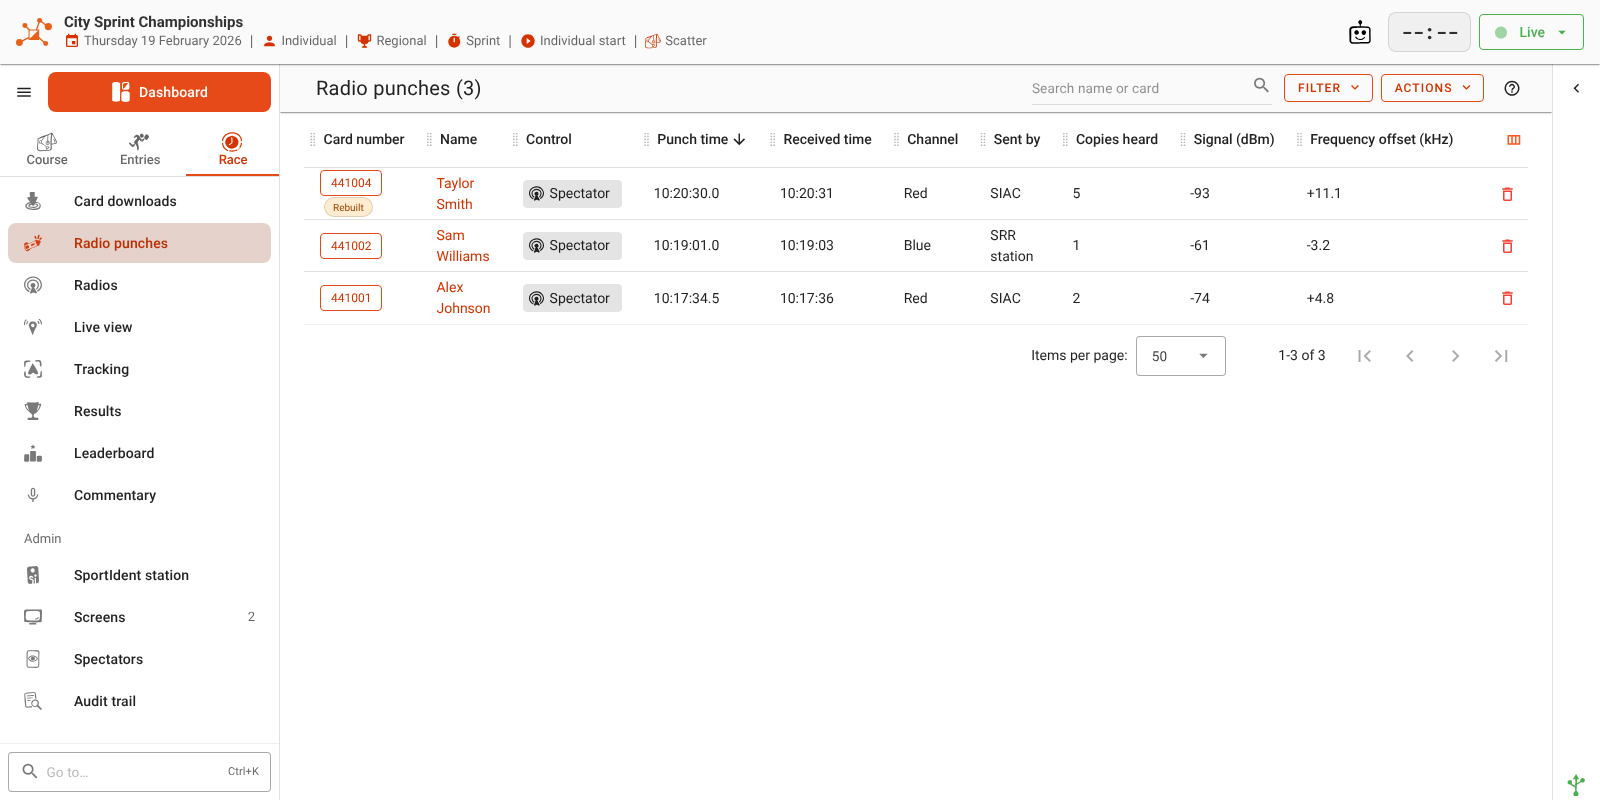 City Sprint Championships
Thursday 19 February 2026 | Individual | Regional | Sprint | Individual start | Scatter
--:--
Live
Dashboard
Radio punches (3)
Search name or card
FILTER
ACTIONS
Course
Entries
Race
Card downloads
Radio punches
Radios
Live view
Tracking
Results
Leaderboard
Commentary
Admin
SportIdent station
Screens 2
Spectators
Audit trail
Go to... Ctrl+K
Card number Name Control Punch time Received time Channel Sent by Copies heard Signal (dBm) Frequency offset (kHz)
441004 Taylor Smith Spectator 10:20:30.0 10:20:31 Red SIAC 5 -93 +11.1
Rebuilt
441002 Sam Williams Spectator 10:19:01.0 10:19:03 Blue SRR station 1 -61 -3.2
441001 Alex Johnson Spectator 10:17:34.5 10:17:36 Red SIAC 2 -74 +4.8
Items per page: 50 1-3 of 3